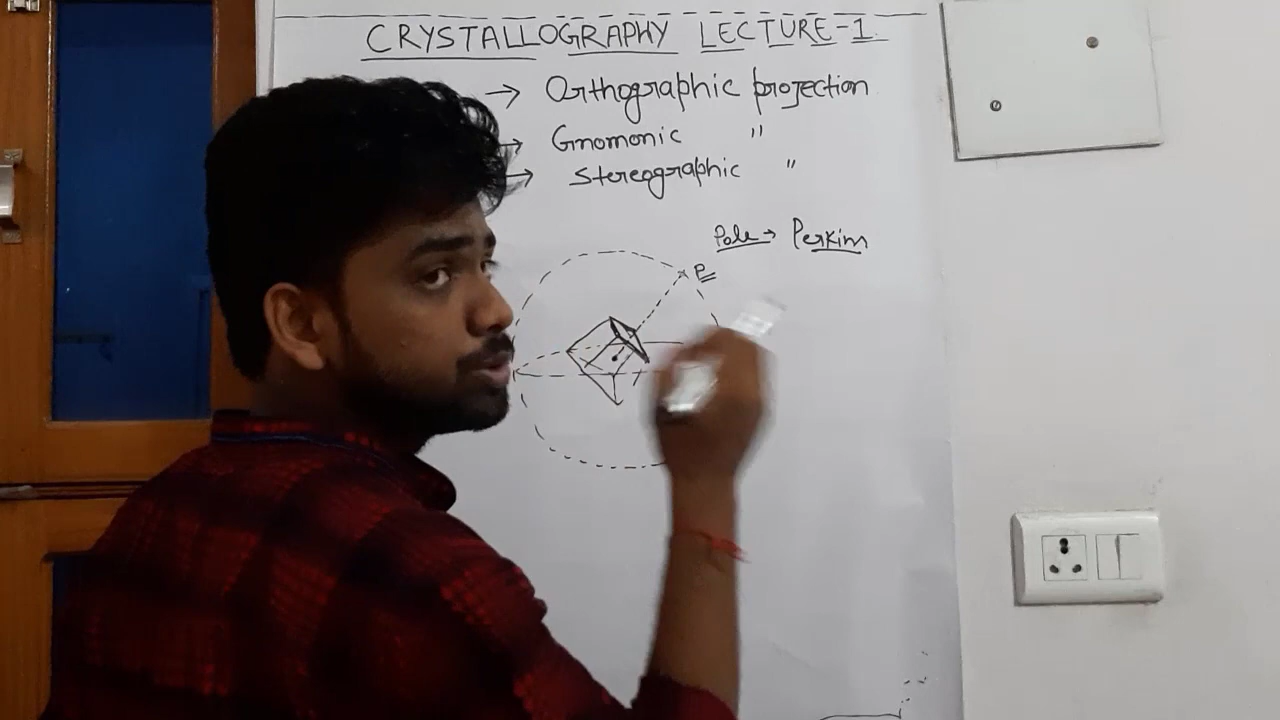 CRYSTALLOGRAPHY LECTURE-1
→ Orthographic projection
→ Gnomonic "
→ Stereographic "
Pole → Perkim
P